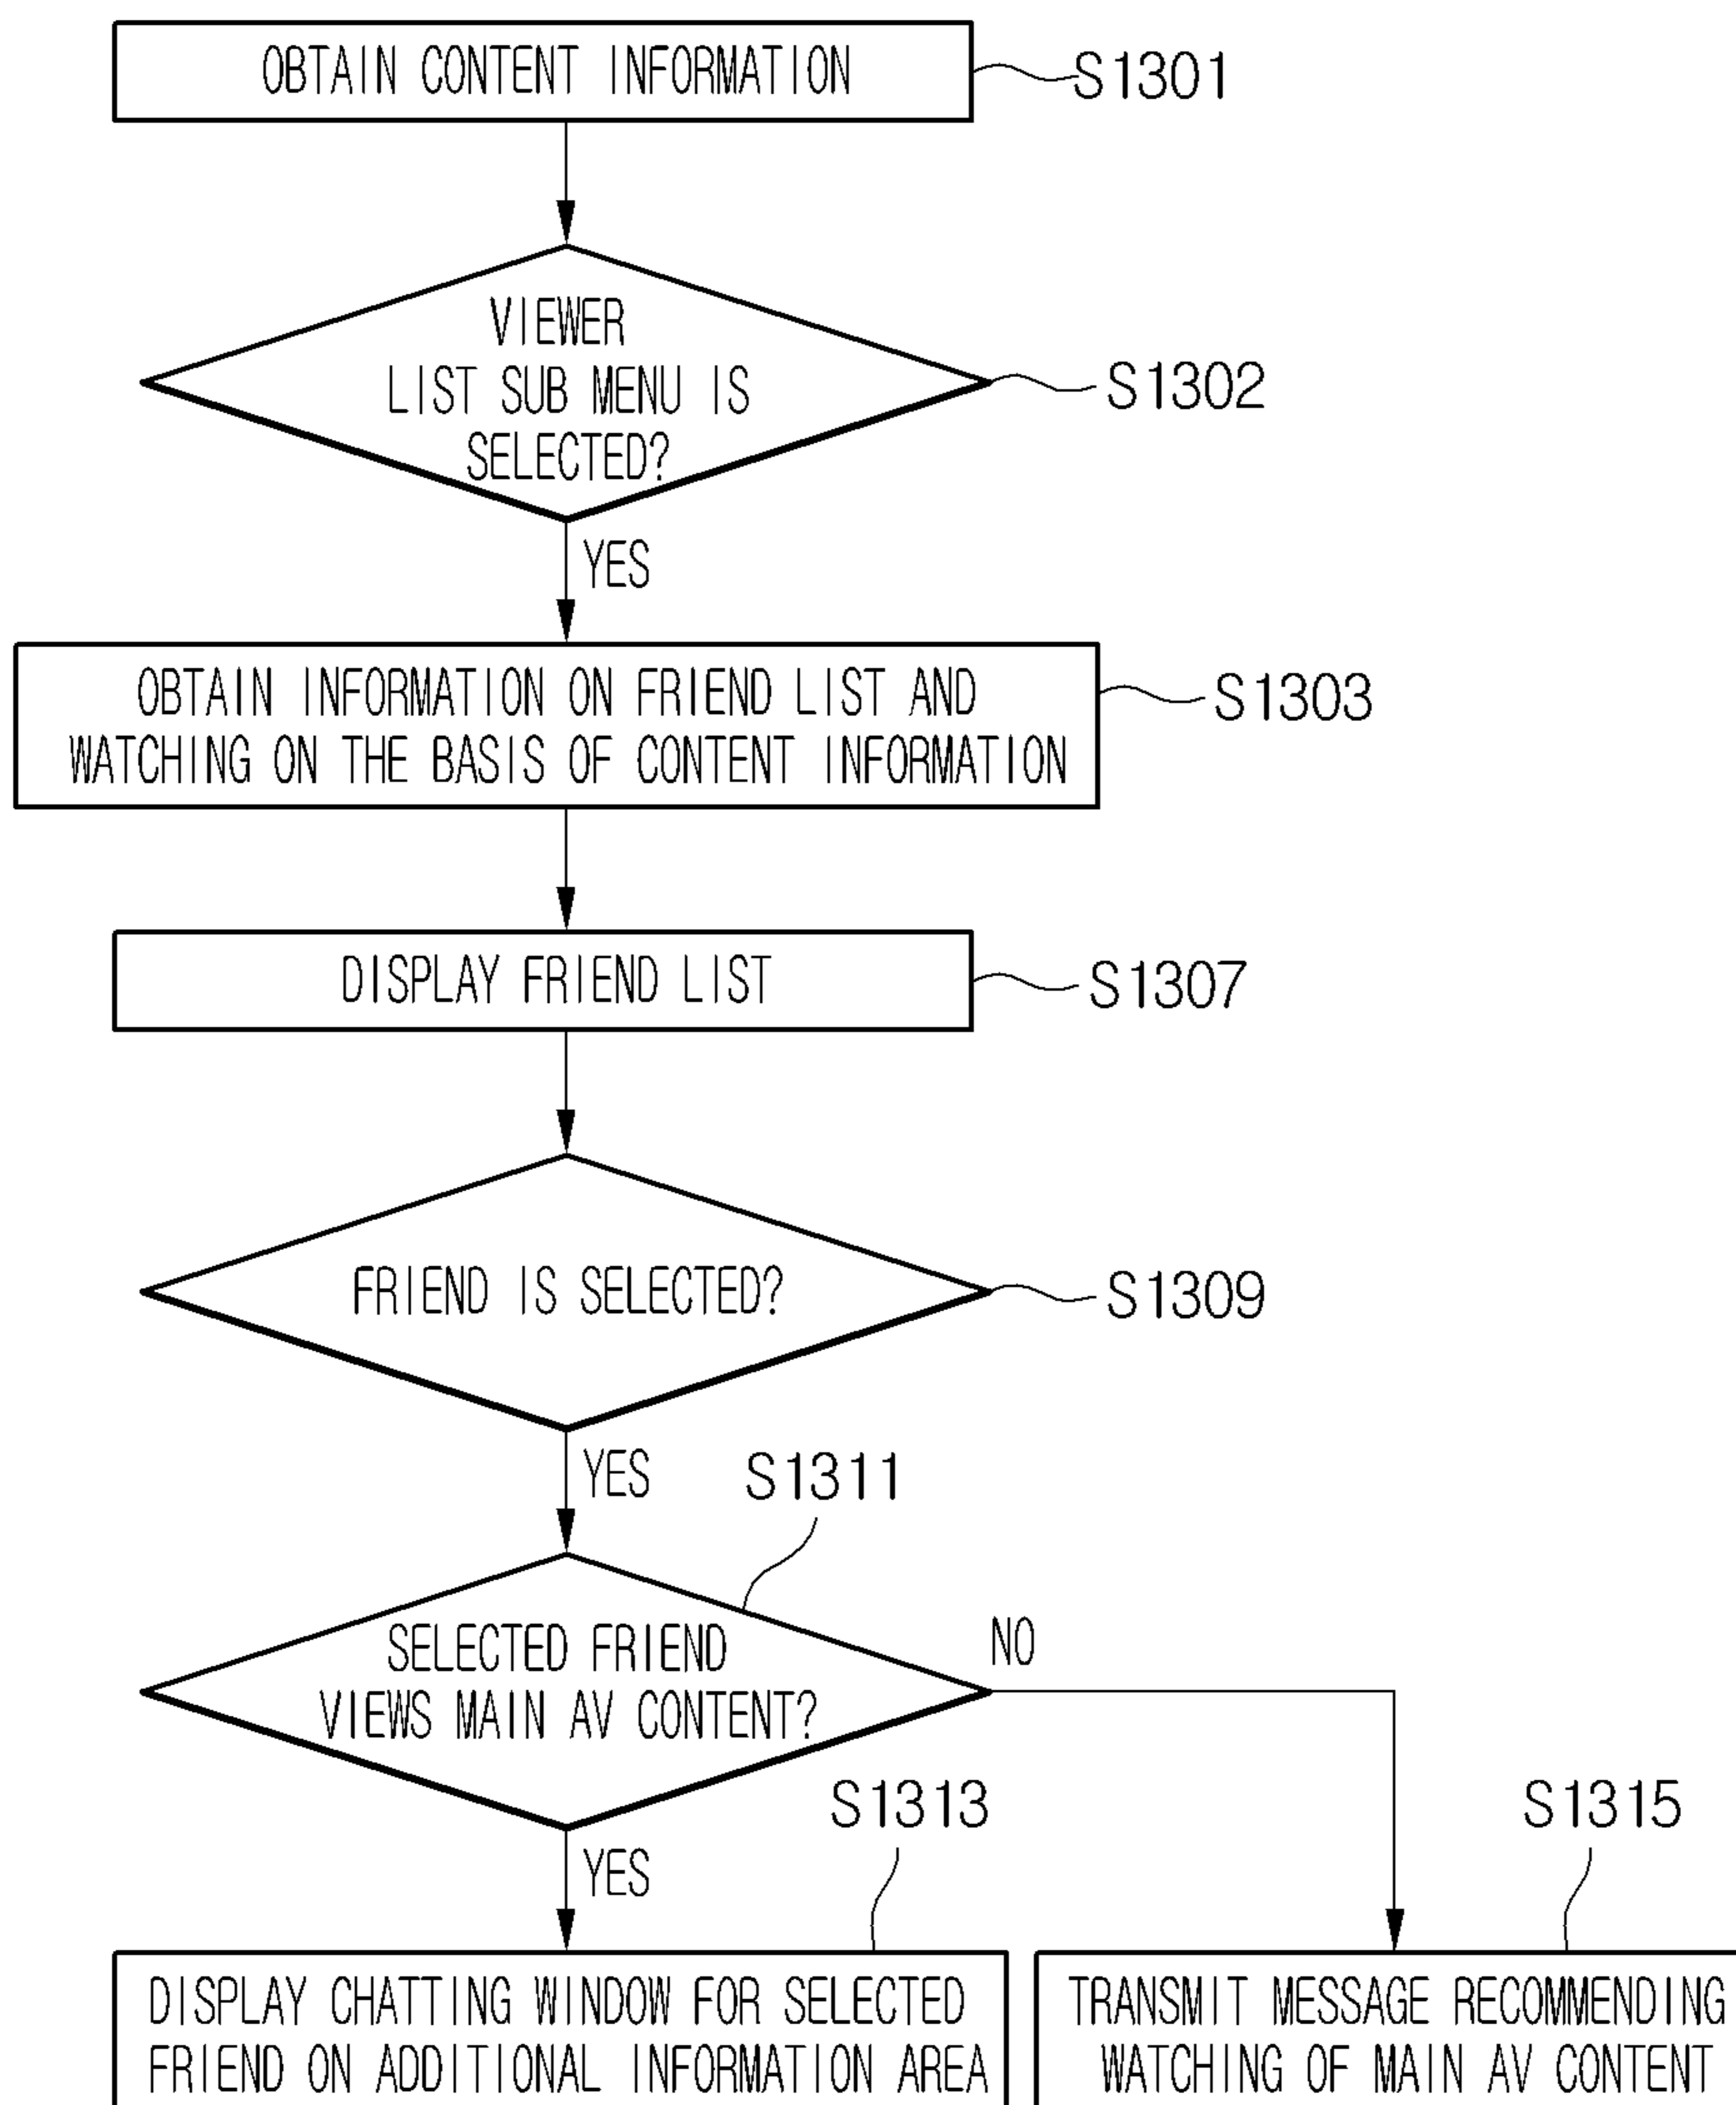 OBTAIN CONTENT INFORMATION
S1301
VIEWER
LIST SUB MENU IS
SELECTED?
S1302
YES
OBTAIN INFORMATION ON FRIEND LIST AND
WATCHING ON THE BASIS OF CONTENT INFORMATION
S1303
DISPLAY FRIEND LIST
S1307
FRIEND IS SELECTED?
S1309
YES
S1311
SELECTED FRIEND
VIEWS MAIN AV CONTENT?
NO
YES
S1313
S1315
DISPLAY CHATTING WINDOW FOR SELECTED
FRIEND ON ADDITIONAL INFORMATION AREA
TRANSMIT MESSAGE RECOMMENDING
WATCHING OF MAIN AV CONTENT